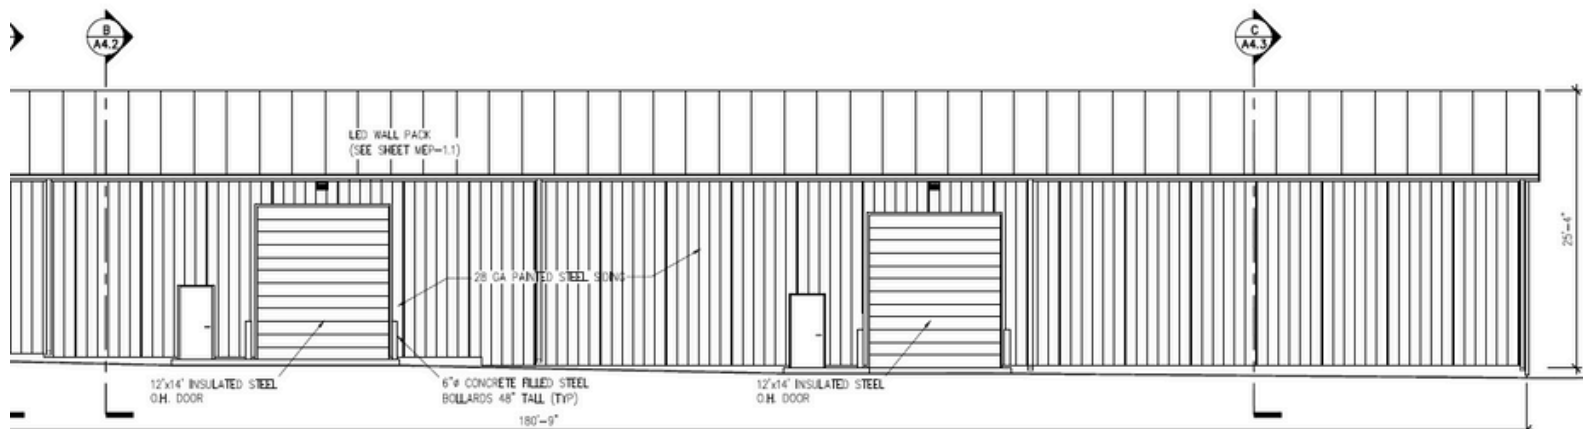 B
A4.2
C
A4.3
LED WALL PACK
(SEE SHEET MEP-1.1)
25'-4"
28 GA PAINTED STEEL SIDING
12'x14' INSULATED STEEL
O.H. DOOR
6"ø CONCRETE FILLED STEEL
BOLLARDS 48" TALL (TYP)
12'x14' INSULATED STEEL
O.H. DOOR
180'-9"